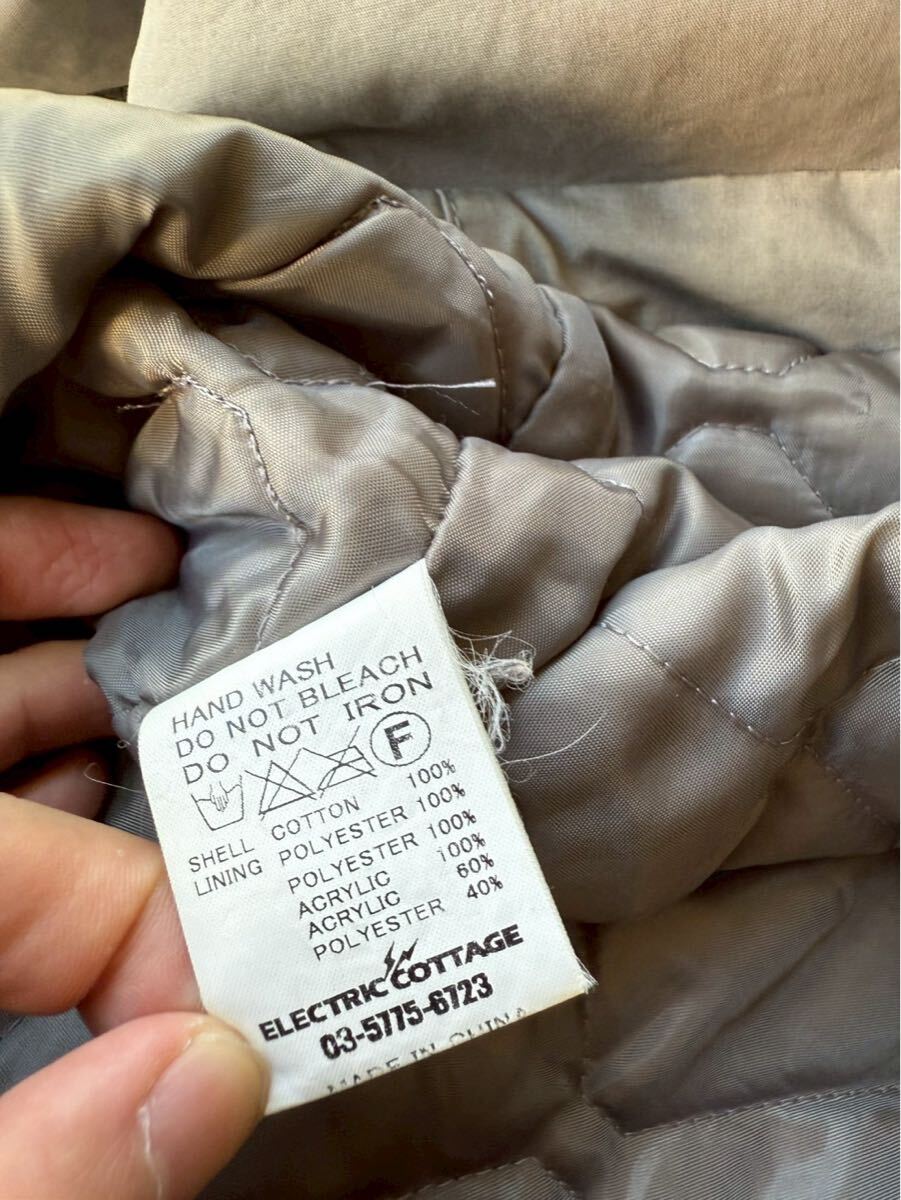 HAND WASH
DO NOT BLEACH
DO NOT IRON
F
SHELL COTTON 100%
LINING POLYESTER 100%
POLYESTER 100%
ACRYLIC 100%
ACRYLIC 60%
POLYESTER 40%
ELECTRIC COTTAGE
03-5775-6723
MADE IN CHINA